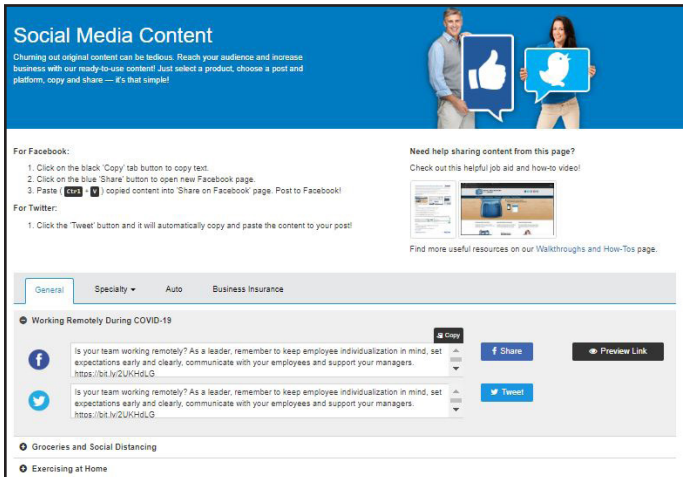 Social Media Content
Churning out original content can be tedious. Reach your audience and increase
business with our ready-to-use content! Just select a product, choose a post and
platform, copy and share — it's that simple!
For Facebook:
1. Click on the black 'Copy' tab button to copy text.
2. Click on the blue 'Share' button to open new Facebook page.
3. Paste ( Ctrl + V ) copied content into 'Share on Facebook' page. Post to Facebook!
For Twitter:
1. Click the 'Tweet' button and it will automatically copy and paste the content to your post!
Need help sharing content from this page?
Check out this helpful job aid and how-to video!
Find more useful resources on our Walkthroughs and How-Tos page.
General Specialty Auto Business Insurance
Working Remotely During COVID-19
Copy
Is your team working remotely? As a leader, remember to keep employee individualization in mind, set
expectations early and clearly, communicate with your employees and support your managers.
https://bit.ly/2UKHdLG
Share
Preview Link
Is your team working remotely? As a leader, remember to keep employee individualization in mind, set
expectations early and clearly, communicate with your employees and support your managers.
https://bit.ly/2UKHdLG
Tweet
Groceries and Social Distancing
Exercising at Home